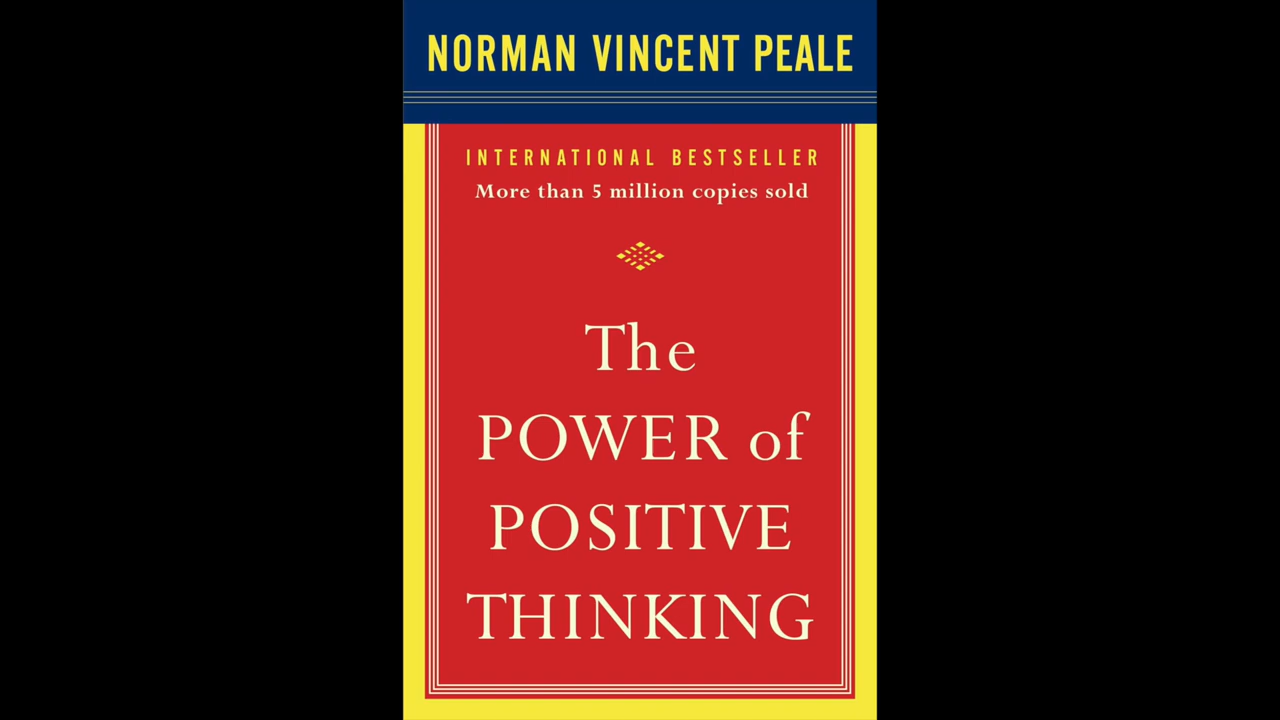 NORMAN VINCENT PEALE
INTERNATIONAL BESTSELLER
More than 5 million copies sold
The
POWER of
POSITIVE
THINKING